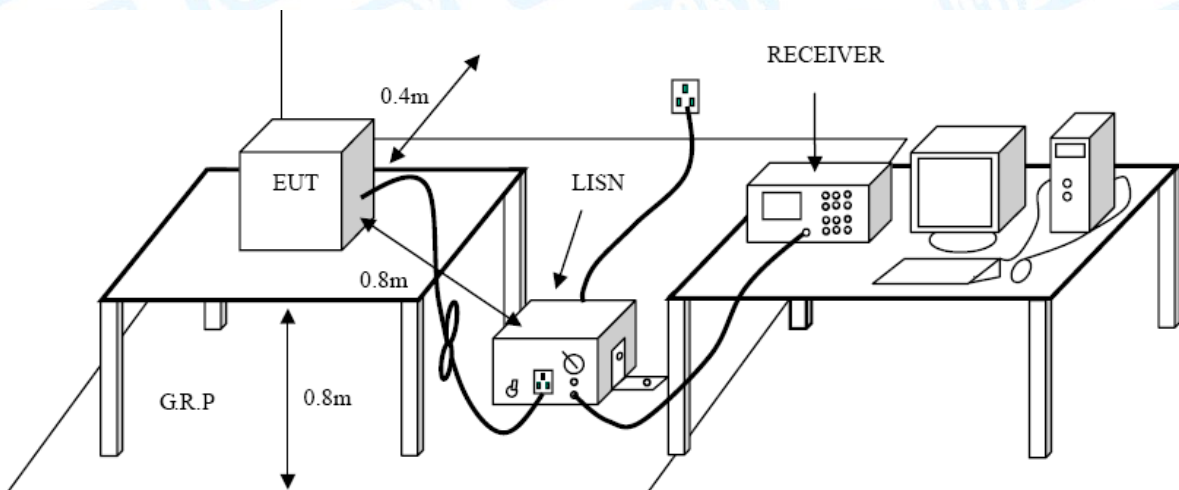 RECEIVER
0.4m
EUT
LISN
0.8m
G.R.P
0.8m